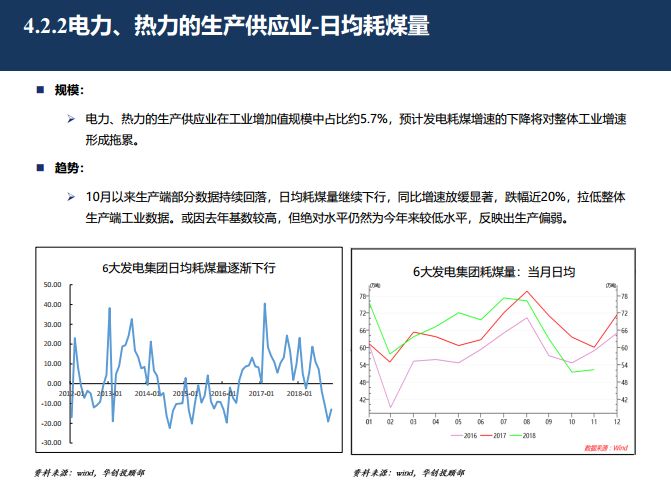 4.2.2电力、热力的生产供应业-日均耗煤量
规模：
电力、热力的生产供应业在工业增加值规模中占比约5.7%，预计发电耗煤增速的下降将对整体工业增速
形成拖累。
趋势：
10月以来生产端部分数据持续回落，日均耗煤量继续下行，同比增速放缓显著，跌幅近20%，拉低整体
生产端工业数据。或因去年基数较高，但绝对水平仍然为今年来较低水平，反映出生产偏弱。
6大发电集团日均耗煤量逐渐下行
50.00
40.00
30.00
20.00
10.00
0.00
-10.00
-20.00
-30.00
2012-01 2013-01 2014-01 2015-01 2016-01 2017-01 2018-01
资料来源：wind，华创投顾部
6大发电集团耗煤量：当月日均
(万吨) (万吨)
78 78
72 72
66 66
60 60
54 54
48 48
42 42
01 02 03 04 05 06 07 08 09 10 11 12
2016 2017 2018
数据来源：Wind
资料来源：wind，华创投顾部